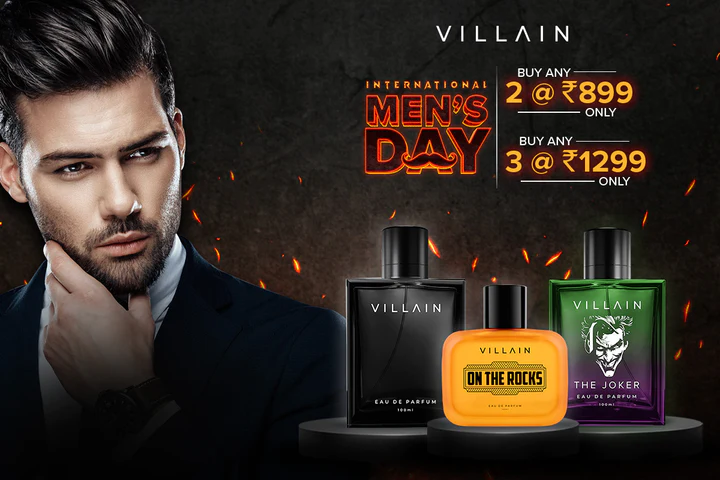 VILLAIN
INTERNATIONAL
MEN'S
DAY
BUY ANY
2 @ ₹899
ONLY
BUY ANY
3 @ ₹1299
ONLY
VILLAIN
EAU DE PARFUM
100ml
VILLAIN
ON THE ROCKS
EAU DE PARFUM
VILLAIN
THE JOKER
EAU DE PARFUM
100ml